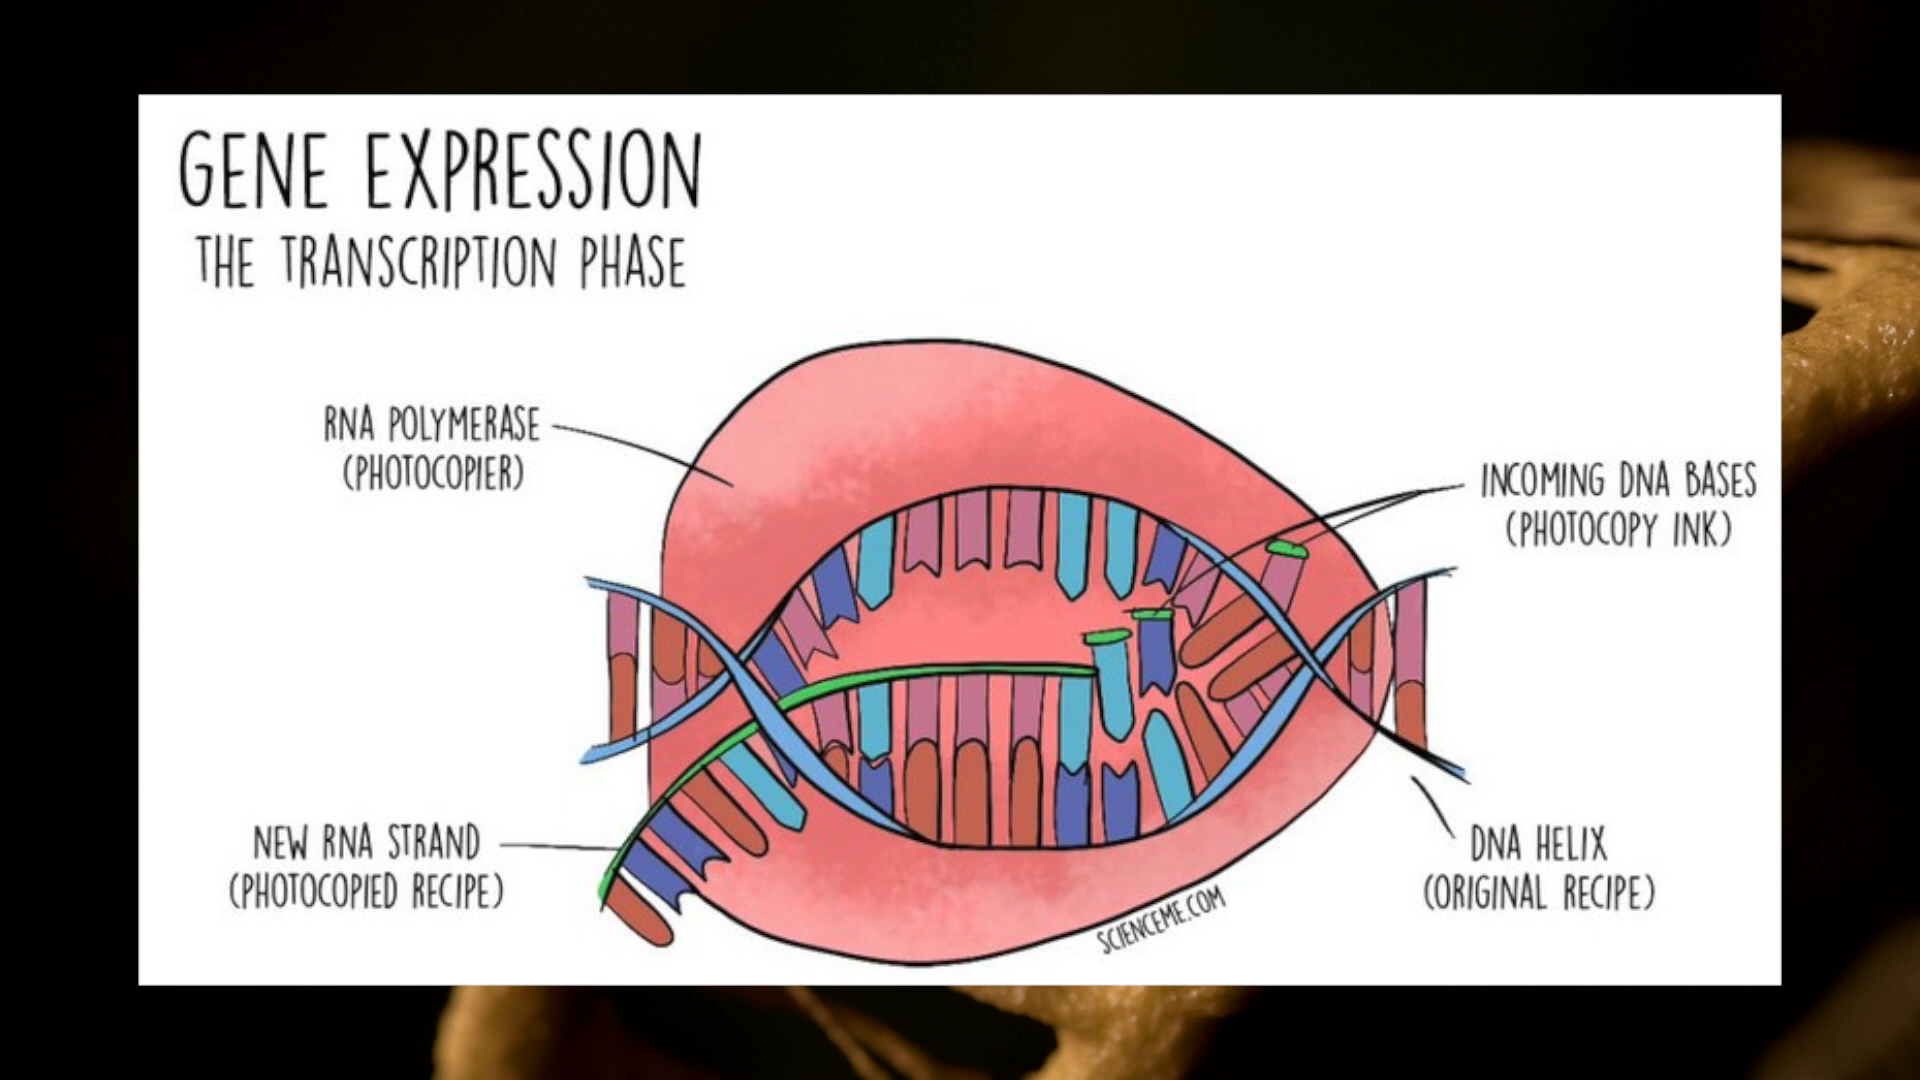 GENE EXPRESSION
THE TRANSCRIPTION PHASE
RNA POLYMERASE
(PHOTOCOPIER)
INCOMING DNA BASES
(PHOTOCOPY INK)
NEW RNA STRAND
(PHOTOCOPIED RECIPE)
DNA HELIX
(ORIGINAL RECIPE)
SCIENCEME.COM